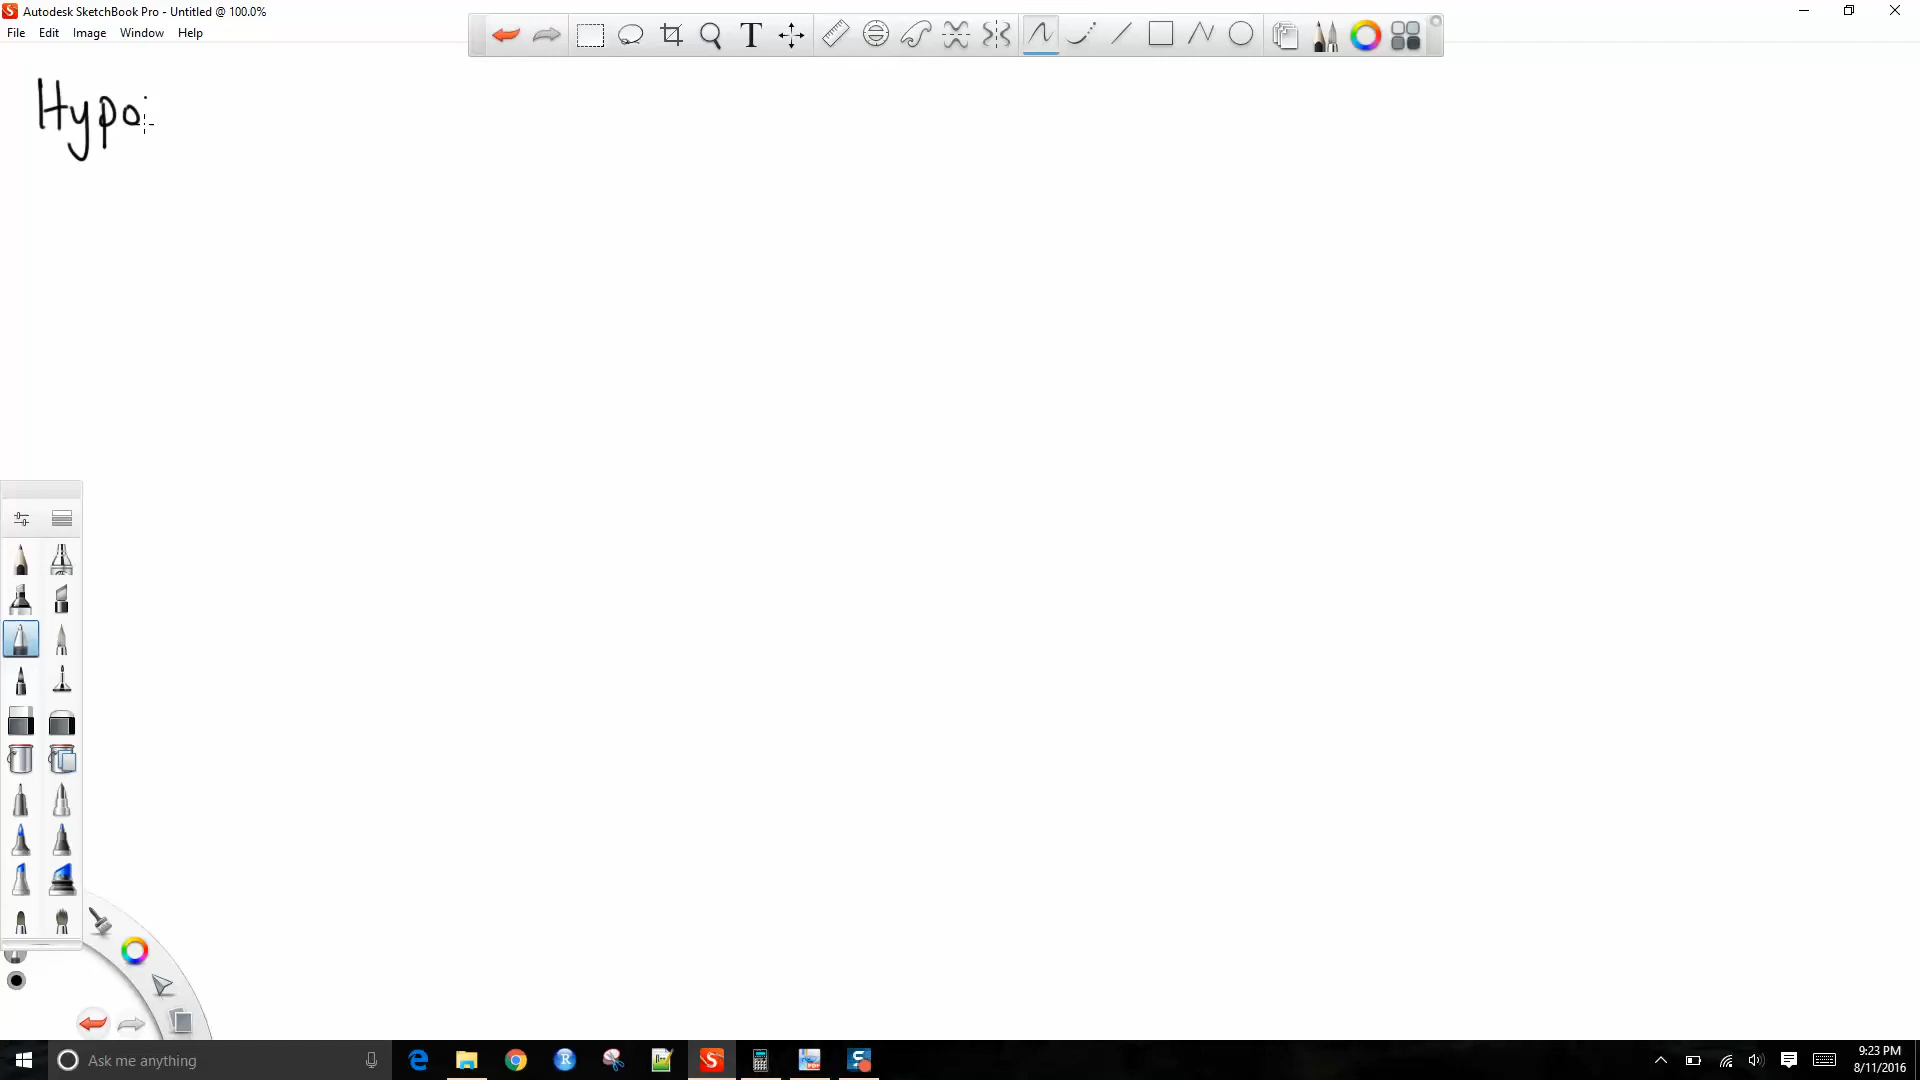 Autodesk SketchBook Pro - Untitled @ 100.0%
File Edit Image Window Help
T
Hypo
Ask me anything
9:23 PM
8/11/2016